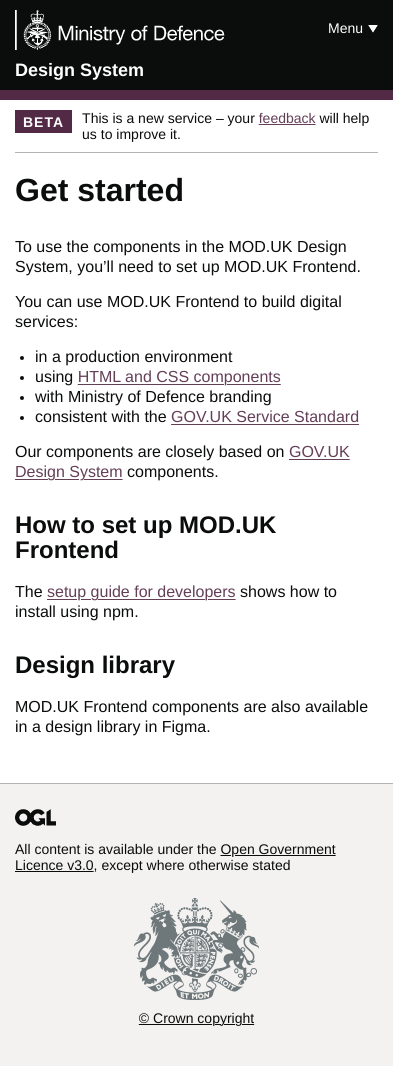 Ministry of Defence
Menu ▼
Design System
BETA
This is a new service – your feedback will help
us to improve it.
Get started
To use the components in the MOD.UK Design
System, you’ll need to set up MOD.UK Frontend.
You can use MOD.UK Frontend to build digital
services:
• in a production environment
• using HTML and CSS components
• with Ministry of Defence branding
• consistent with the GOV.UK Service Standard
Our components are closely based on GOV.UK
Design System components.
How to set up MOD.UK
Frontend
The setup guide for developers shows how to
install using npm.
Design library
MOD.UK Frontend components are also available
in a design library in Figma.
OGL
All content is available under the Open Government
Licence v3.0, except where otherwise stated
DIEU ET MON DROIT
© Crown copyright